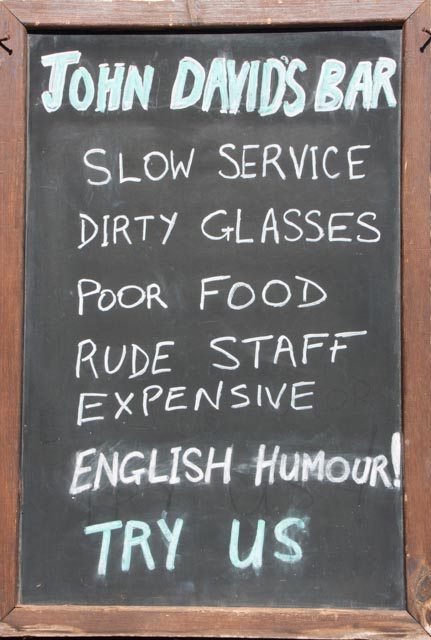 JOHN DAVID'S BAR
SLOW SERVICE
DIRTY GLASSES
POOR FOOD
RUDE STAFF
EXPENSIVE
ENGLISH HUMOUR!
TRY US